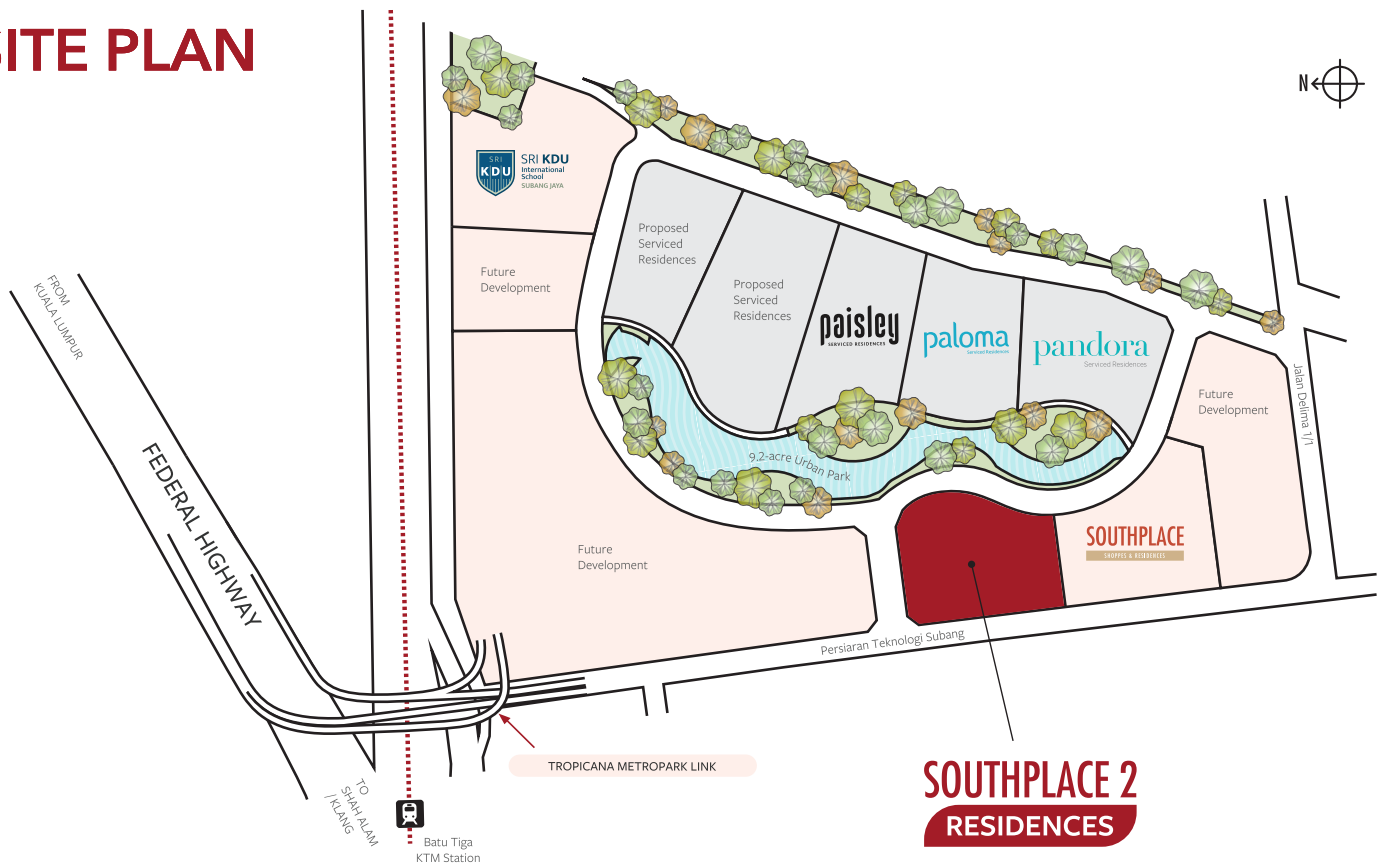 SITE PLAN
N
SRI
KDU
SRI KDU
International
School
SUBANG JAYA
Proposed
Serviced
Residences
Future
Development
Proposed
Serviced
Residences
paisley
SERVICED RESIDENCES
paloma
Serviced Residences
pandora
Serviced Residences
FROM
KUALA LUMPUR
Jalan Delima 1/1
Future
Development
9.2-acre Urban Park
FEDERAL HIGHWAY
Future
Development
SOUTHPLACE
SHOPPES & RESIDENCES
Persiaran Teknologi Subang
TROPICANA METROPARK LINK
TO
SHAH ALAM
/ KLANG
Batu Tiga
KTM Station
SOUTHPLACE 2
RESIDENCES